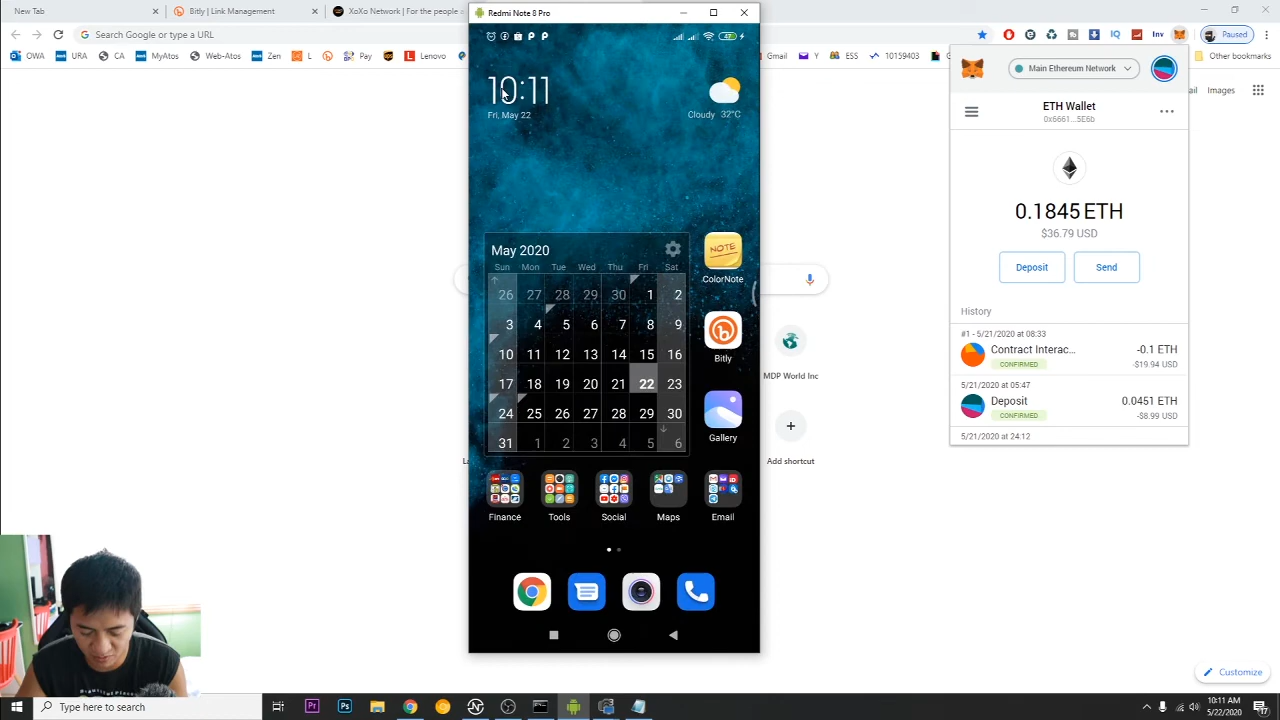 New Tab
Bitly | Link Management
XoXo Network | For the people
Search Google or type a URL
Paused
OWA
URA
CA
MyAtos
Web-Atos
Zen
L
Pay
ESS
Lenovo
Gmail
Y
ESS
10159403
Other bookmarks
Images
Redmi Note 8 Pro
47
10:11
Fri, May 22
Cloudy 32°C
May 2020
Sun Mon Tue Wed Thu Fri Sat
26 27 28 29 30 1 2
3 4 5 6 7 8 9
10 11 12 13 14 15 16
17 18 19 20 21 22 23
24 25 26 27 28 29 30
31 1 2 3 4 5 6
NOTE
ColorNote
Bitly
Gallery
Finance
Tools
Social
Maps
Email
MDP World Inc
Add shortcut
Main Ethereum Network
ETH Wallet
0x6661...5E6b
0.1845 ETH
$36.79 USD
Deposit
Send
History
#1 - 5/21/2020 at 08:33
Contract Interac...
-0.1 ETH
CONFIRMED
-$19.94 USD
5/21/2020 at 05:47
Deposit
0.0451 ETH
CONFIRMED
-$8.99 USD
5/21/2020 at 24:12
Customize
Type here to search
10:11 AM
5/22/2020